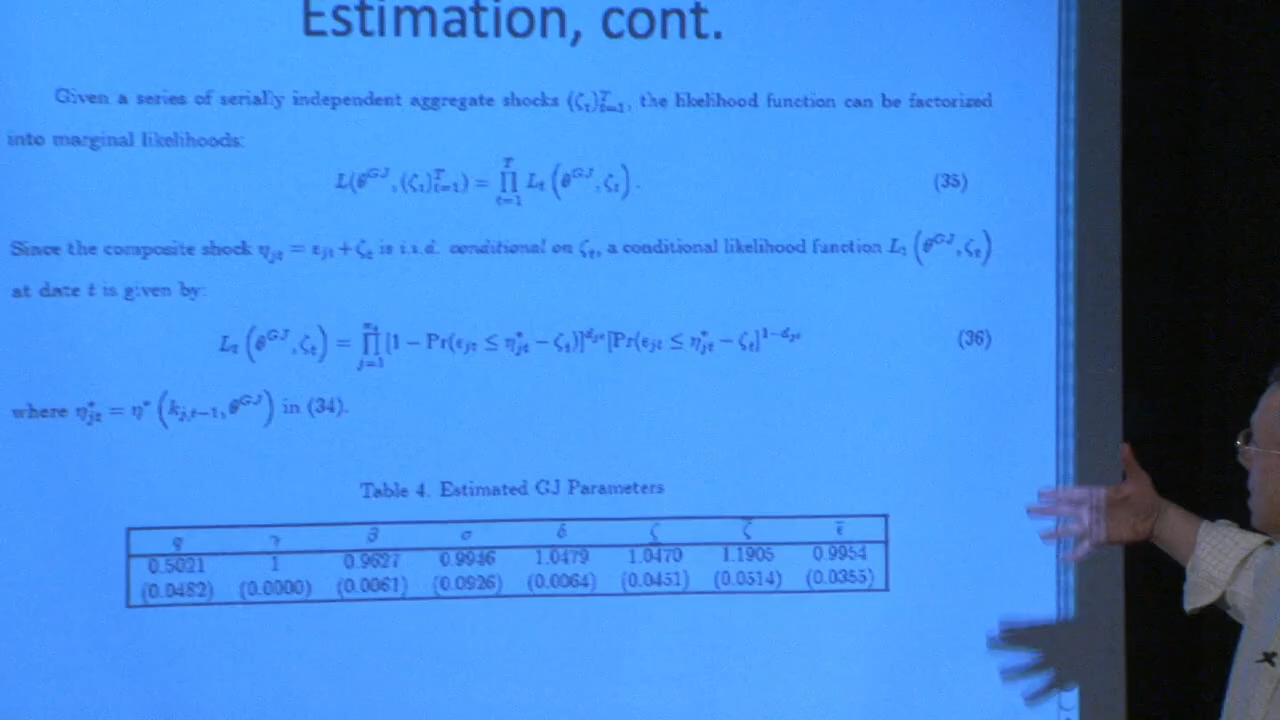 Estimation, cont.
Given a series of serially independent aggregate shocks (ζ_t)_{t=1}^T, the likelihood function can be factorized
into marginal likelihoods:
L(θ^{GJ}, (ζ_t)_{t=1}^T) = ∏_{t=1}^T L_t (θ^{GJ}, ζ_t). (35)
Since the composite shock η_{jt} = ε_{jt} + ζ_t is i.i.d. conditional on ζ_t, a conditional likelihood function L_t (θ^{GJ}, ζ_t)
at date t is given by:
L_t (θ^{GJ}, ζ_t) = ∏_{j=1}^{n_t} [1 − Pr(ε_{jt} ≤ η*_{jt} − ζ_t)]^{d_{jt}} [Pr(ε_{jt} ≤ η*_{jt} − ζ_t]^{1−d_{jt}} (36)
where η*_{jt} = η* (k_{j,t−1}, θ^{GJ}) in (34).
Table 4. Estimated GJ Parameters
β σ δ
0.5021 1 0.9627 0.9946 1.0479 1.0470 1.1905 0.9954
(0.0482) (0.0000) (0.0061) (0.0926) (0.0064) (0.0451) (0.0514) (0.0355)